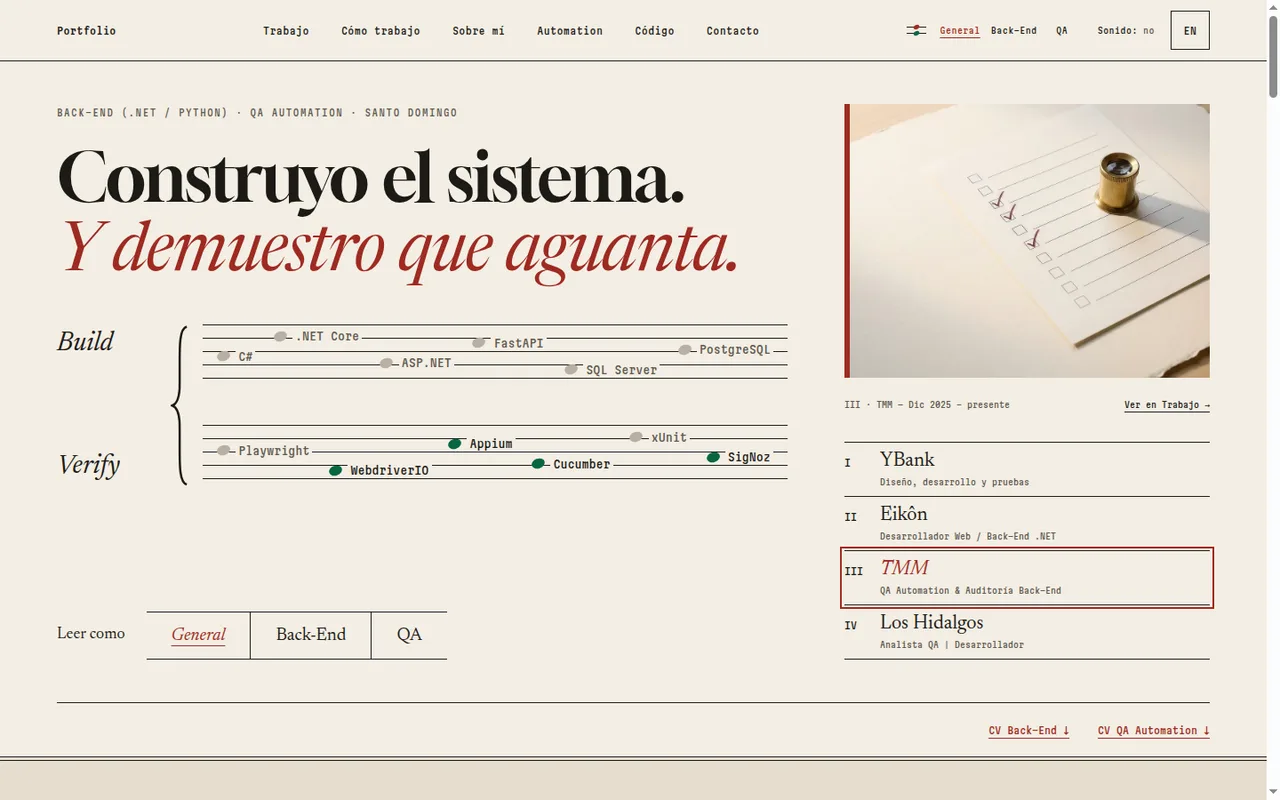 Portfolio
Trabajo
Cómo trabajo
Sobre mí
Automation
Código
Contacto
General
Back-End
QA
Sonido: no
EN
BACK-END (.NET / PYTHON) · QA AUTOMATION · SANTO DOMINGO
Construyo el sistema.
Y demuestro que aguanta.
Build
.NET Core
FastAPI
PostgreSQL
C#
ASP.NET
SQL Server
Verify
xUnit
Appium
Playwright
SigNoz
Cucumber
WebdriverIO
Leer como
General
Back-End
QA
III · TMM — Dic 2025 – presente
Ver en Trabajo →
I
YBank
Diseño, desarrollo y pruebas
II
Eikôn
Desarrollador Web / Back-End .NET
III
TMM
QA Automation & Auditoría Back-End
IV
Los Hidalgos
Analista QA | Desarrollador
CV Back-End ↓
CV QA Automation ↓